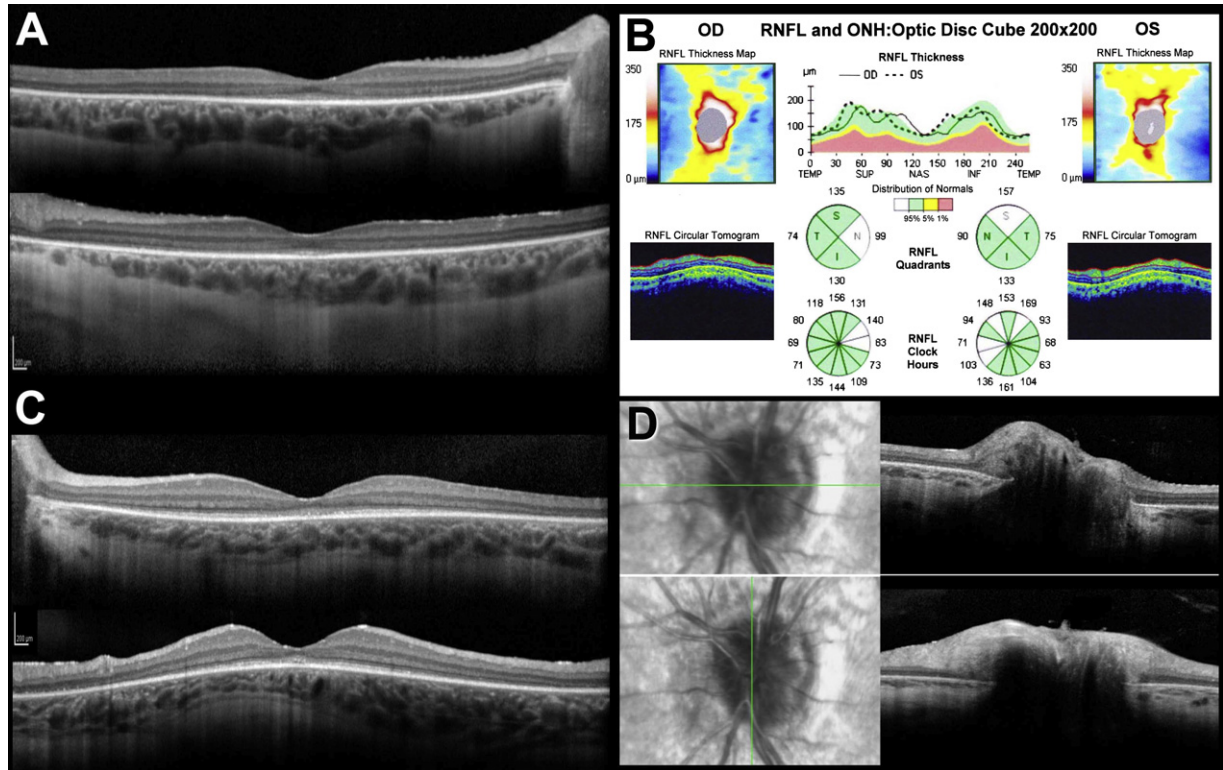 A
200 µm
B
OD RNFL and ONH:Optic Disc Cube 200x200 OS
RNFL Thickness Map
350
175
0 µm
RNFL Thickness
µm
OD OS
200
100
0
0 30 60 90 120 150 180 210 240
TEMP SUP NAS INF TEMP
Distribution of Normals
95% 5% 1%
RNFL Thickness Map
350
175
0 µm
135
S
74 T N 99
I
130
RNFL
Quadrants
157
S
90 N T 75
I
133
RNFL Circular Tomogram
RNFL Circular Tomogram
156
118 131
80 140
69 83
71 73
135 109
144
RNFL
Clock
Hours
153
148 169
94 93
71 68
103 63
136 104
161
C
200 µm
D